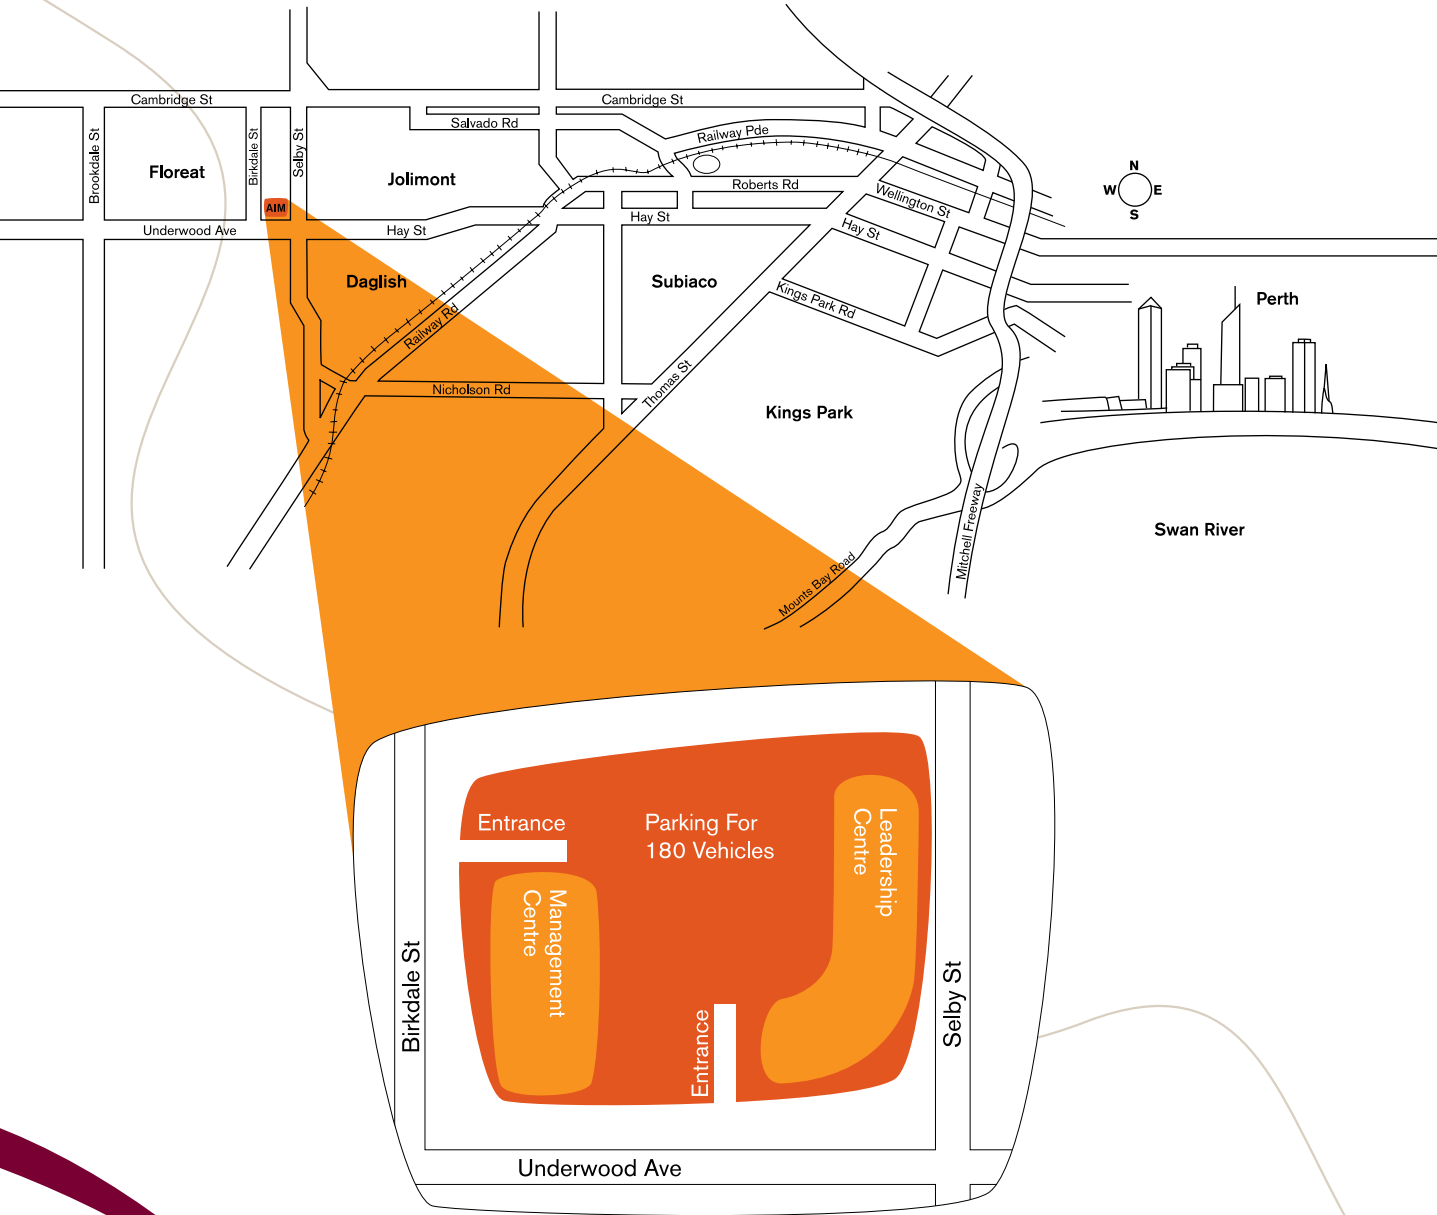 Cambridge St
Cambridge St
Salvado Rd
Railway Pde
Brookdale St
Birkdale St
Selby St
Floreat
Jolimont
Roberts Rd
Wellington St
N
W
E
S
AIM
Underwood Ave
Hay St
Hay St
Hay St
Daglish
Subiaco
Kings Park Rd
Perth
Railway Rd
Nicholson Rd
Thomas St
Kings Park
Mitchell Freeway
Swan River
Mounts Bay Road
Entrance
Parking For
180 Vehicles
Leadership
Centre
Management
Centre
Birkdale St
Entrance
Selby St
Underwood Ave